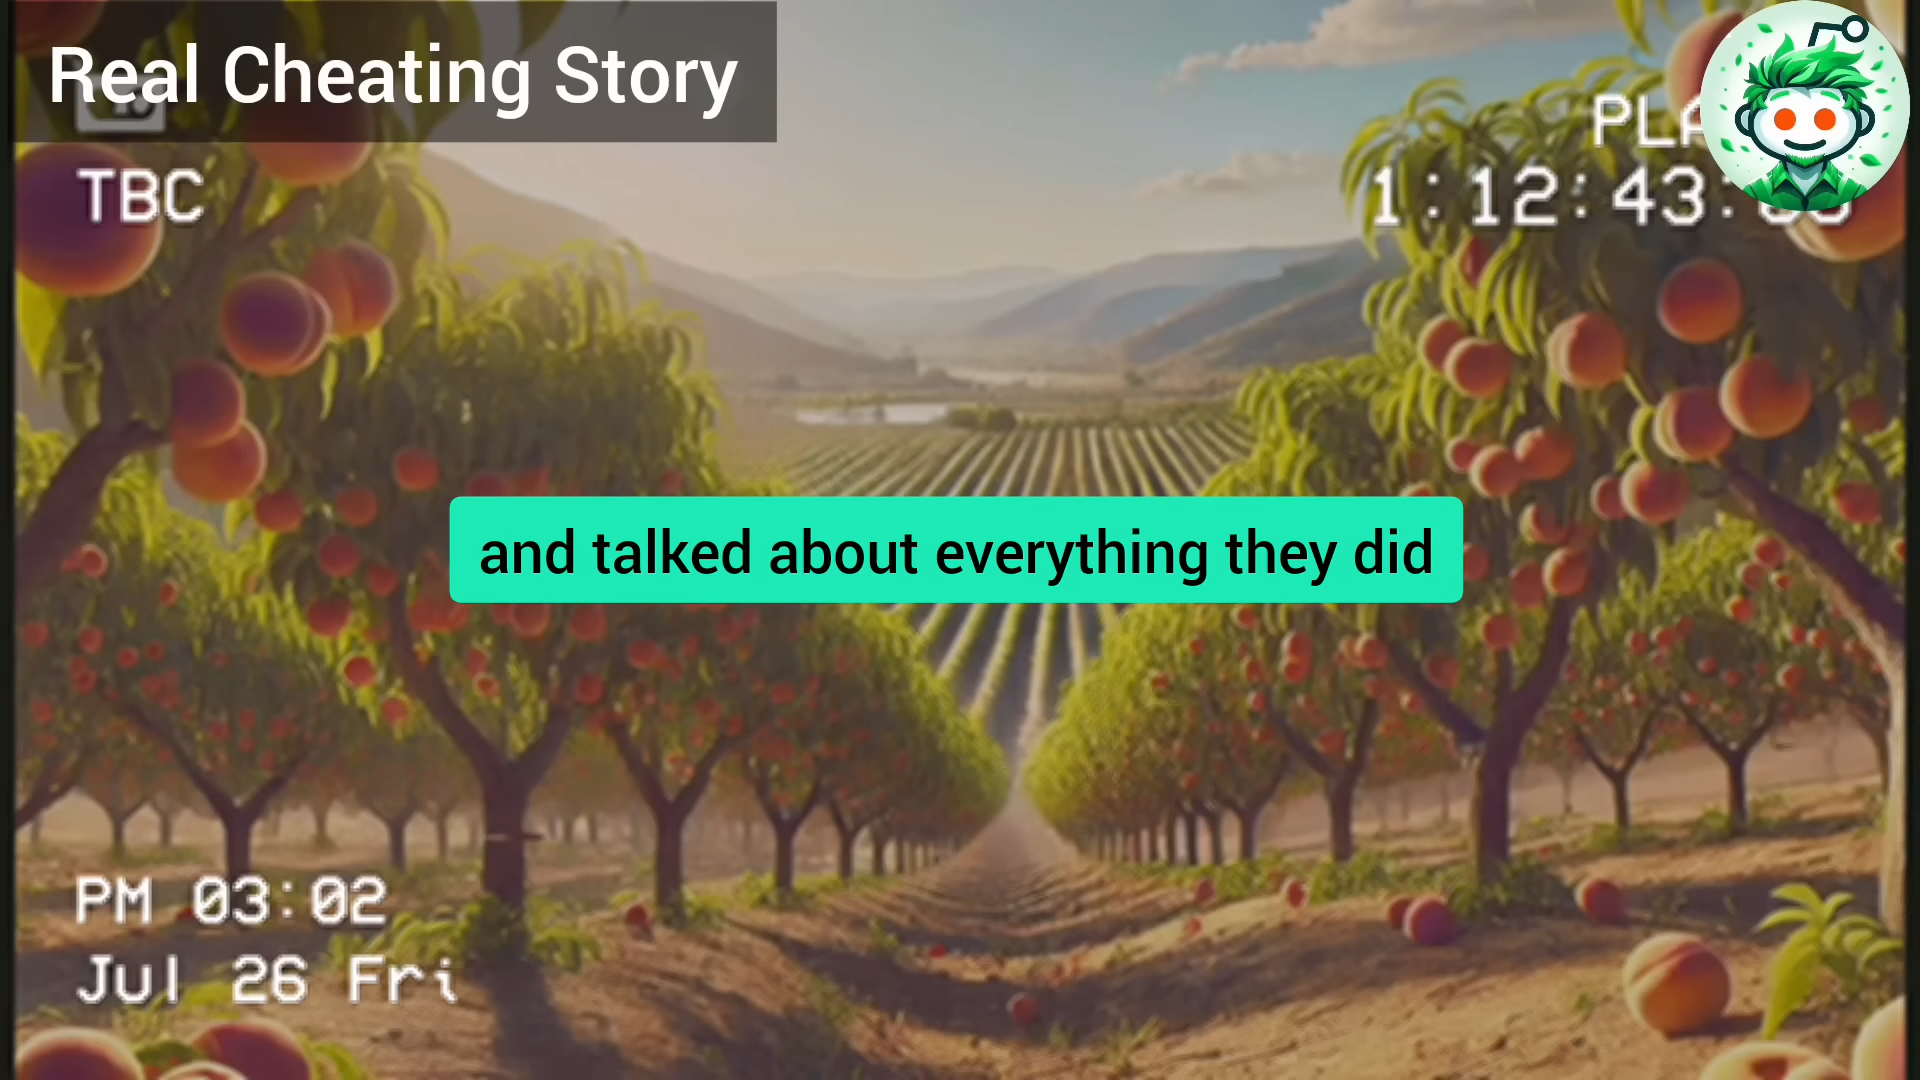 Real Cheating Story
TBC
1:12:43:
and talked about everything they did
PM 03:02
Jul 26 Fri